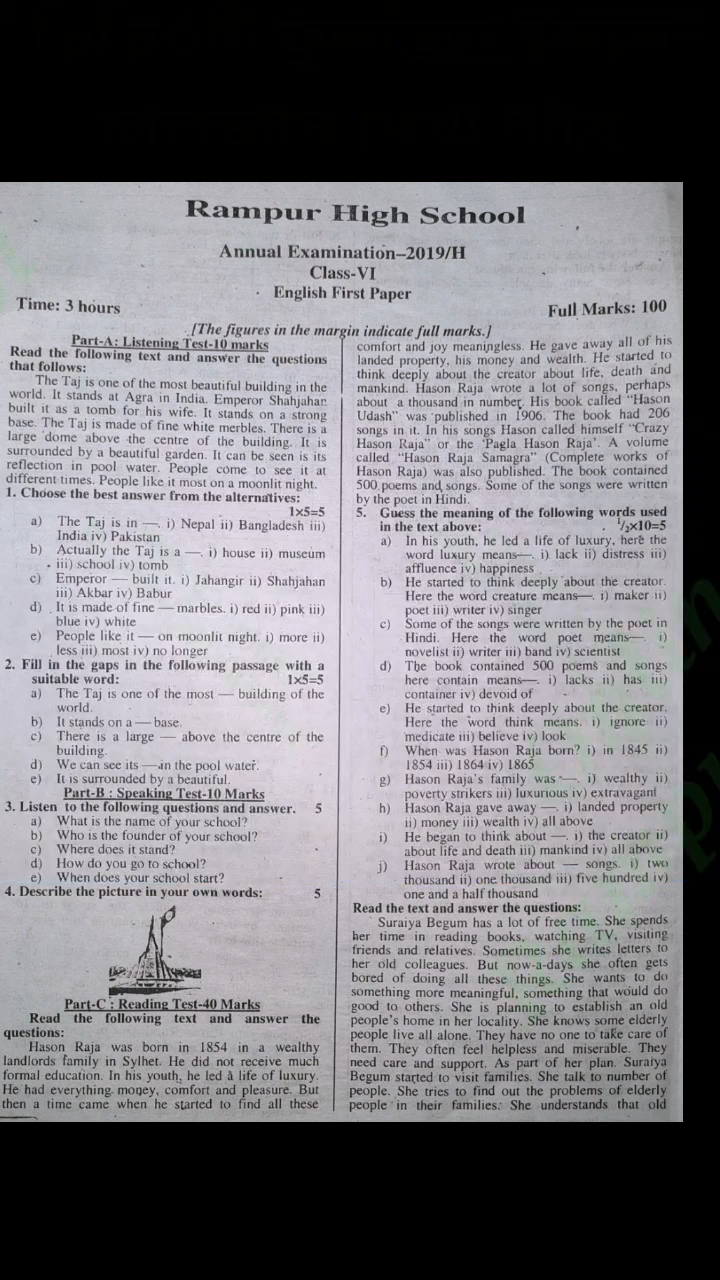 Rampur High School
Annual Examination–2019/H
Class-VI
English First Paper
Time: 3 hours
Full Marks: 100
[The figures in the margin indicate full marks.]
Part-A: Listening Test-10 marks
Read the following text and answer the questions
that follows:
The Taj is one of the most beautiful building in the
world. It stands at Agra in India. Emperor Shahjahan
built it as a tomb for his wife. It stands on a strong
base. The Taj is made of fine white merbles. There is a
large dome above the centre of the building. It is
surrounded by a beautiful garden. It can be seen is its
reflection in pool water. People come to see it at
different times. People like it most on a moonlit night.
1. Choose the best answer from the alternatives:
1x5=5
a) The Taj is in —. i) Nepal ii) Bangladesh iii)
India iv) Pakistan
b) Actually the Taj is a —. i) house ii) museum
iii) school iv) tomb
c) Emperor — built it. i) Jahangir ii) Shahjahan
iii) Akbar iv) Babur
d) It is made of fine — marbles. i) red ii) pink iii)
blue iv) white
e) People like it — on moonlit night. i) more ii)
less iii) most iv) no longer
2. Fill in the gaps in the following passage with a
suitable word: 1x5=5
a) The Taj is one of the most — building of the
world.
b) It stands on a — base.
c) There is a large — above the centre of the
building.
d) We can see its — in the pool water.
e) It is surrounded by a beautiful.
Part-B : Speaking Test-10 Marks
3. Listen to the following questions and answer. 5
a) What is the name of your school?
b) Who is the founder of your school?
c) Where does it stand?
d) How do you go to school?
e) When does your school start?
4. Describe the picture in your own words: 5
Part-C : Reading Test-40 Marks
Read the following text and answer the
questions:
Hason Raja was born in 1854 in a wealthy
landlords family in Sylhet. He did not receive much
formal education. In his youth, he led a life of luxury.
He had everything. money, comfort and pleasure. But
then a time came when he started to find all these
comfort and joy meaningless. He gave away all of his
landed property, his money and wealth. He started to
think deeply about the creator about life, death and
mankind. Hason Raja wrote a lot of songs, perhaps
about a thousand in number. His book called "Hason
Udash" was published in 1906. The book had 206
songs in it. In his songs Hason called himself "Crazy
Hason Raja" or the 'Pagla Hason Raja'. A volume
called "Hason Raja Samagra" (Complete works of
Hason Raja) was also published. The book contained
500 poems and songs. Some of the songs were written
by the poet in Hindi.
5. Guess the meaning of the following words used
in the text above: 1/2x10=5
a) In his youth, he led a life of luxury, here the
word luxury means—. i) lack ii) distress iii)
affluence iv) happiness
b) He started to think deeply about the creator.
Here the word creature means—. i) maker ii)
poet iii) writer iv) singer
c) Some of the songs were written by the poet in
Hindi. Here the word poet means—. i)
novelist ii) writer iii) band iv) scientist
d) The book contained 500 poems and songs
here contain means—. i) lacks ii) has iii)
container iv) devoid of
e) He started to think deeply about the creator.
Here the word think means. i) ignore ii)
medicate iii) believe iv) look
f) When was Hason Raja born? i) in 1845 ii)
1854 iii) 1864 iv) 1865
g) Hason Raja's family was —. i) wealthy ii)
poverty strikers iii) luxurious iv) extravagant
h) Hason Raja gave away —. i) landed property
ii) money iii) wealth iv) all above
i) He began to think about —. i) the creator ii)
about life and death iii) mankind iv) all above
j) Hason Raja wrote about — songs. i) two
thousand ii) one thousand iii) five hundred iv)
one and a half thousand
Read the text and answer the questions:
Suraiya Begum has a lot of free time. She spends
her time in reading books, watching TV, visiting
friends and relatives. Sometimes she writes letters to
her old colleagues. But now-a-days she often gets
bored of doing all these things. She wants to do
something more meaningful, something that would do
good to others. She is planning to establish an old
people's home in her locality. She knows some elderly
people live all alone. They have no one to take care of
them. They often feel helpless and miserable. They
need care and support. As part of her plan. Suraiya
Begum started to visit families. She talk to number of
people. She tries to find out the problems of elderly
people in their families. She understands that old